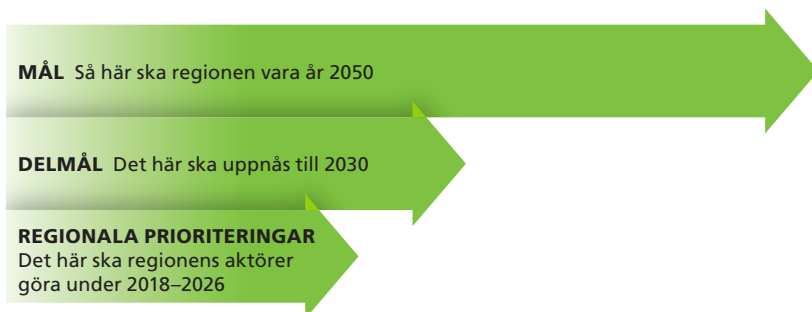 MÅL Så här ska regionen vara år 2050
DELMÅL Det här ska uppnås till 2030
REGIONALA PRIORITERINGAR
Det här ska regionens aktörer
göra under 2018–2026